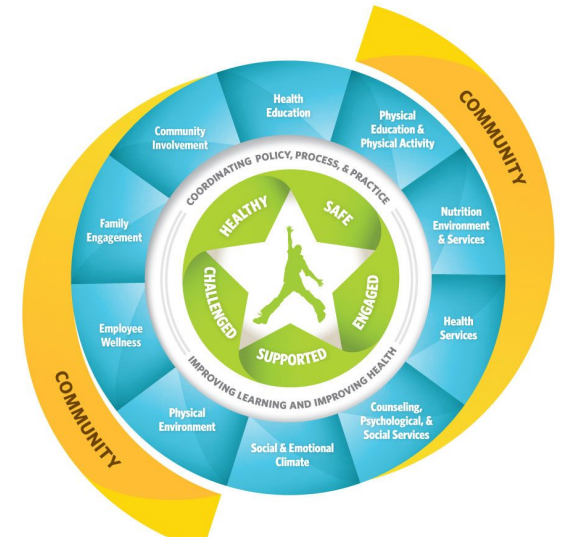 COMMUNITY
Health
Education
Physical
Education &
Physical Activity
Nutrition
Environment
& Services
Health
Services
Counseling,
Psychological, &
Social Services
Social & Emotional
Climate
Physical
Environment
Employee
Wellness
Family
Engagement
Community
Involvement
COORDINATING POLICY, PROCESS, & PRACTICE
IMPROVING LEARNING AND IMPROVING HEALTH
HEALTHY
SAFE
ENGAGED
SUPPORTED
CHALLENGED
COMMUNITY